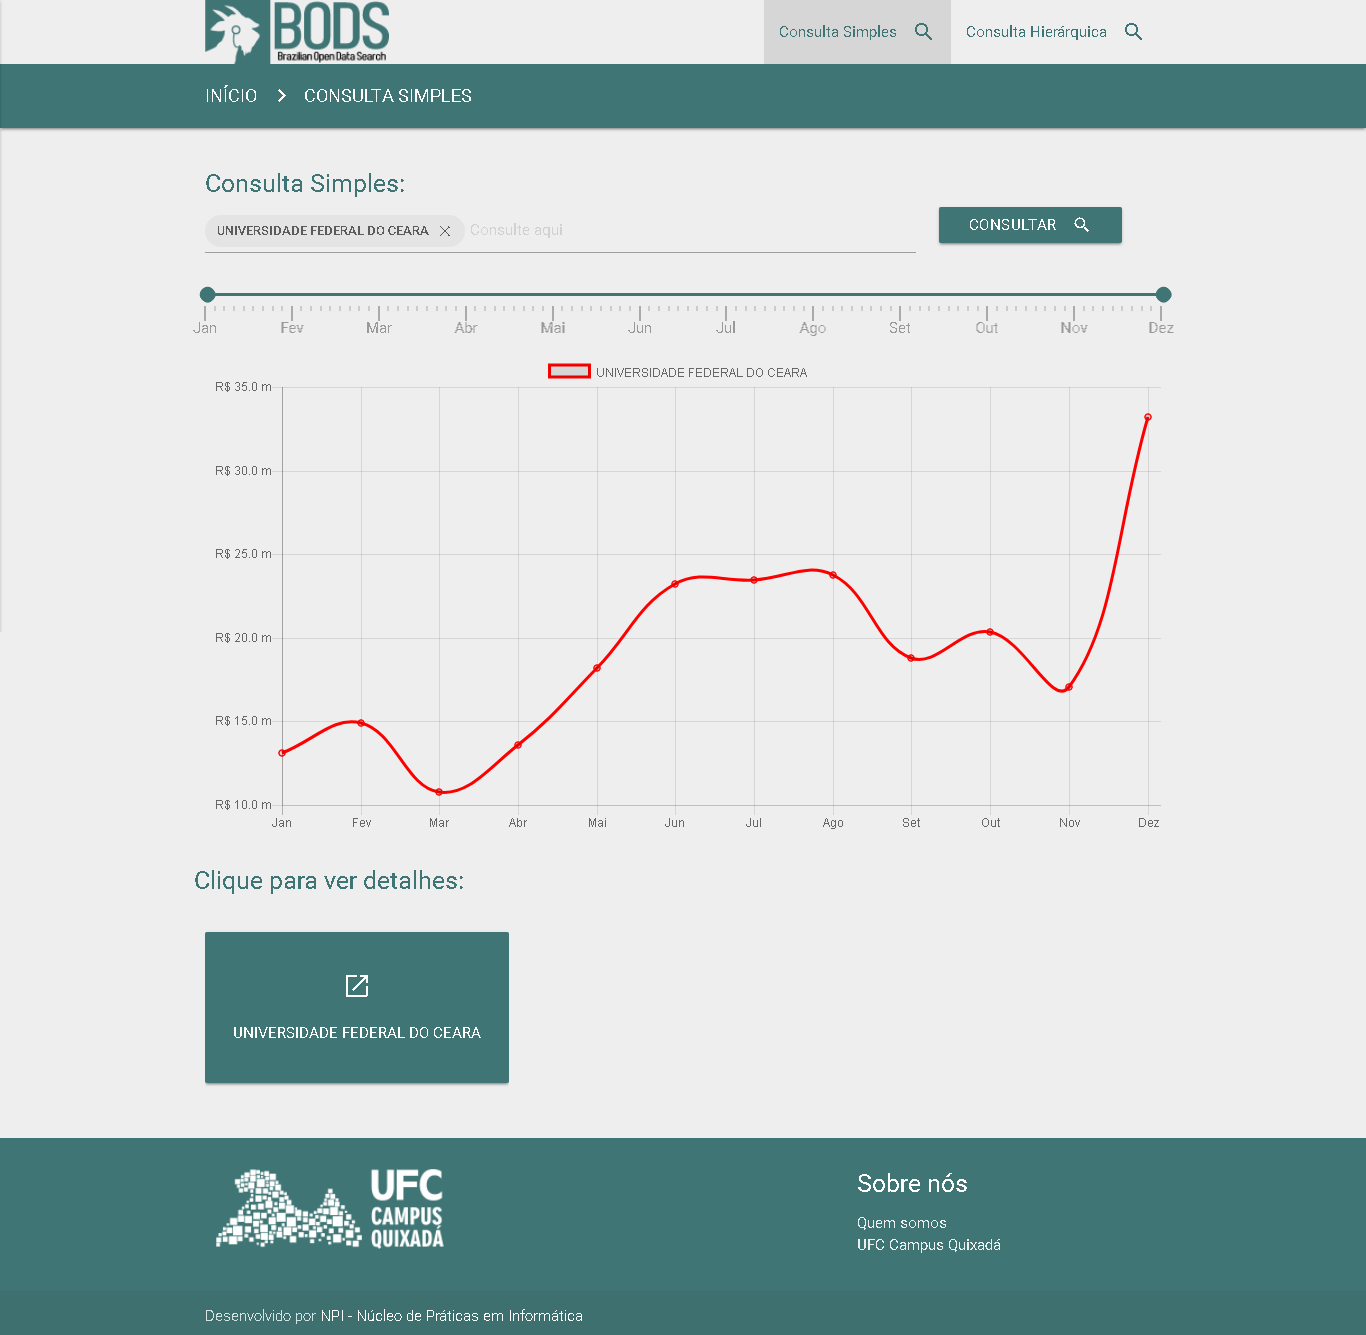 BODS
Brazilian Open Data Search
Consulta Simples
Consulta Hierárquica
INÍCIO
CONSULTA SIMPLES
Consulta Simples:
UNIVERSIDADE FEDERAL DO CEARA
Consulte aqui
CONSULTAR
Jan Fev Mar Abr Mai Jun Jul Ago Set Out Nov Dez
UNIVERSIDADE FEDERAL DO CEARA
R$ 35.0 m
R$ 30.0 m
R$ 25.0 m
R$ 20.0 m
R$ 15.0 m
R$ 10.0 m
Jan Fev Mar Abr Mai Jun Jul Ago Set Out Nov Dez
Clique para ver detalhes:
UNIVERSIDADE FEDERAL DO CEARA
UFC
CAMPUS
QUIXADÁ
Sobre nós
Quem somos
UFC Campus Quixadá
Desenvolvido por NPI - Núcleo de Práticas em Informática